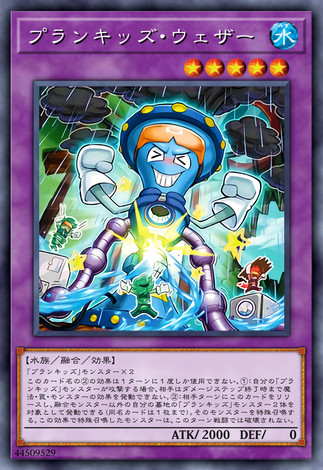 プランキッズ・ウェザー
水
【水族／融合／効果】
「プランキッズ」モンスター×2
このカード名の②の効果は1ターンに1度しか使用できない。①：自分の「プラ
ンキッズ」モンスターが攻撃する場合、相手はダメージステップ終了時まで魔
法・罠・モンスターの効果を発動できない。②：相手ターンにこのカードをリリ
ースし、融合モンスター以外の自分の墓地の「プランキッズ」モンスター2体を
対象として発動できる（同名カードは1枚まで）。そのモンスターを特殊召喚す
る。この効果で特殊召喚したモンスターは、このターン戦闘では破壊されない。
ATK/ 2000 DEF/ 0
44509529